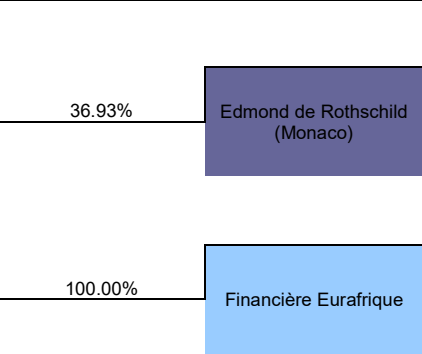 36.93%
Edmond de Rothschild
(Monaco)
100.00%
Financière Eurafrique